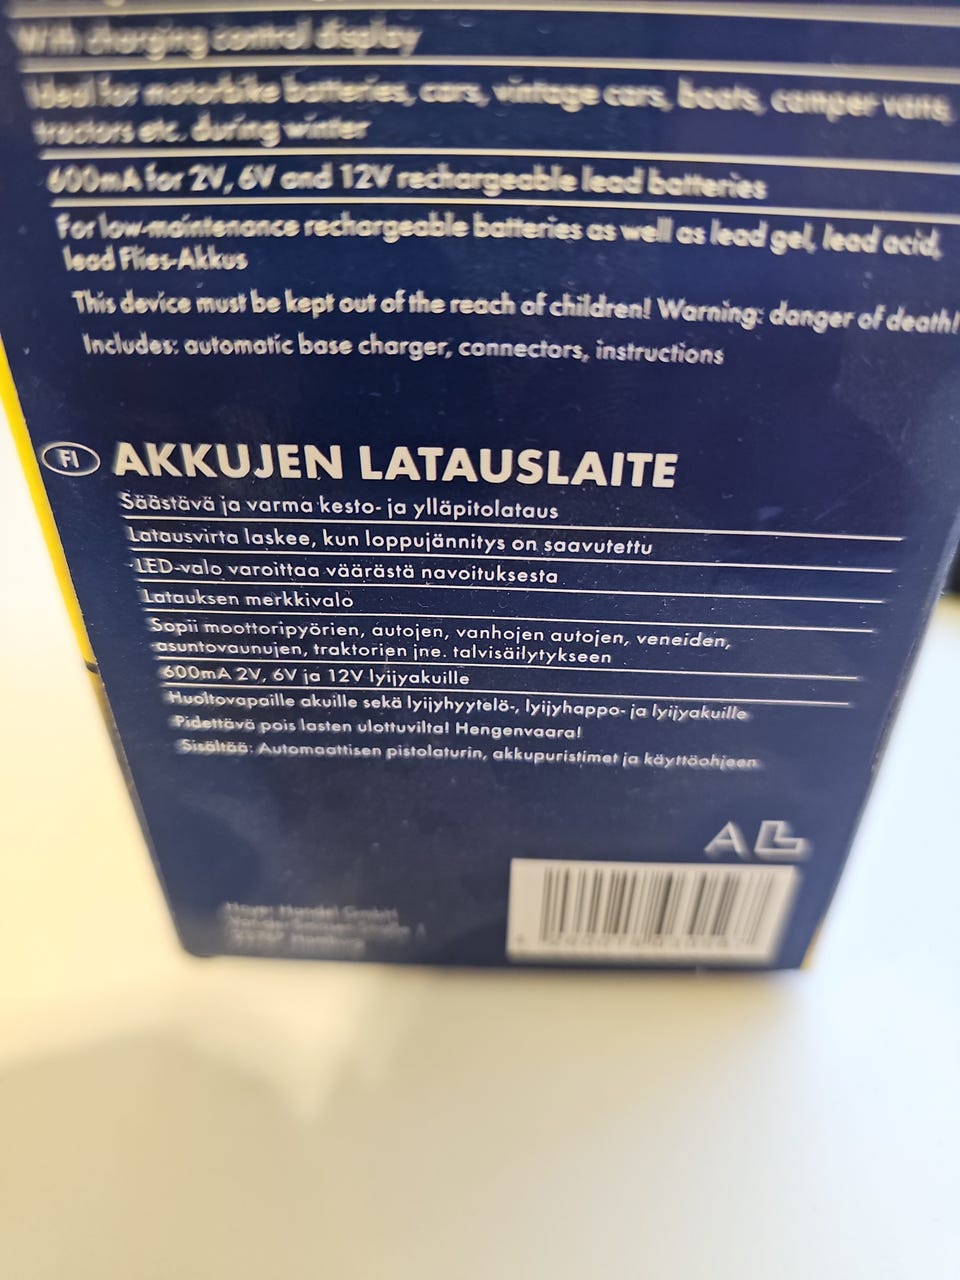 With charging control display
Ideal for motorbike batteries, cars, vintage cars, boats, camper vans,
tractors etc. during winter
600mA for 2V, 6V and 12V rechargeable lead batteries
For low-maintenance rechargeable batteries as well as lead gel, lead acid,
lead Flies-Akkus
This device must be kept out of the reach of children! Warning: danger of death!
Includes: automatic base charger, connectors, instructions
FI AKKUJEN LATAUSLAITE
Säästävä ja varma kesto- ja ylläpitolataus
Latausvirta laskee, kun loppujännitys on saavutettu
LED-valo varoittaa väärästä navoituksesta
Latauksen merkkivalo
Sopii moottoripyörien, autojen, vanhojen autojen, veneiden,
asuntovaunujen, traktorien jne. talvisäilytykseen
600mA 2V, 6V ja 12V lyijyakuille
Huoltovapaille akuille sekä lyijyhyytelö-, lyijyhappo- ja lyijyakuille
Pidettävä pois lasten ulottuvilta! Hengenvaara!
Sisältää: Automaattisen pistolaturin, akkupuristimet ja käyttöohjeen
Handel GmbH
Hamburg